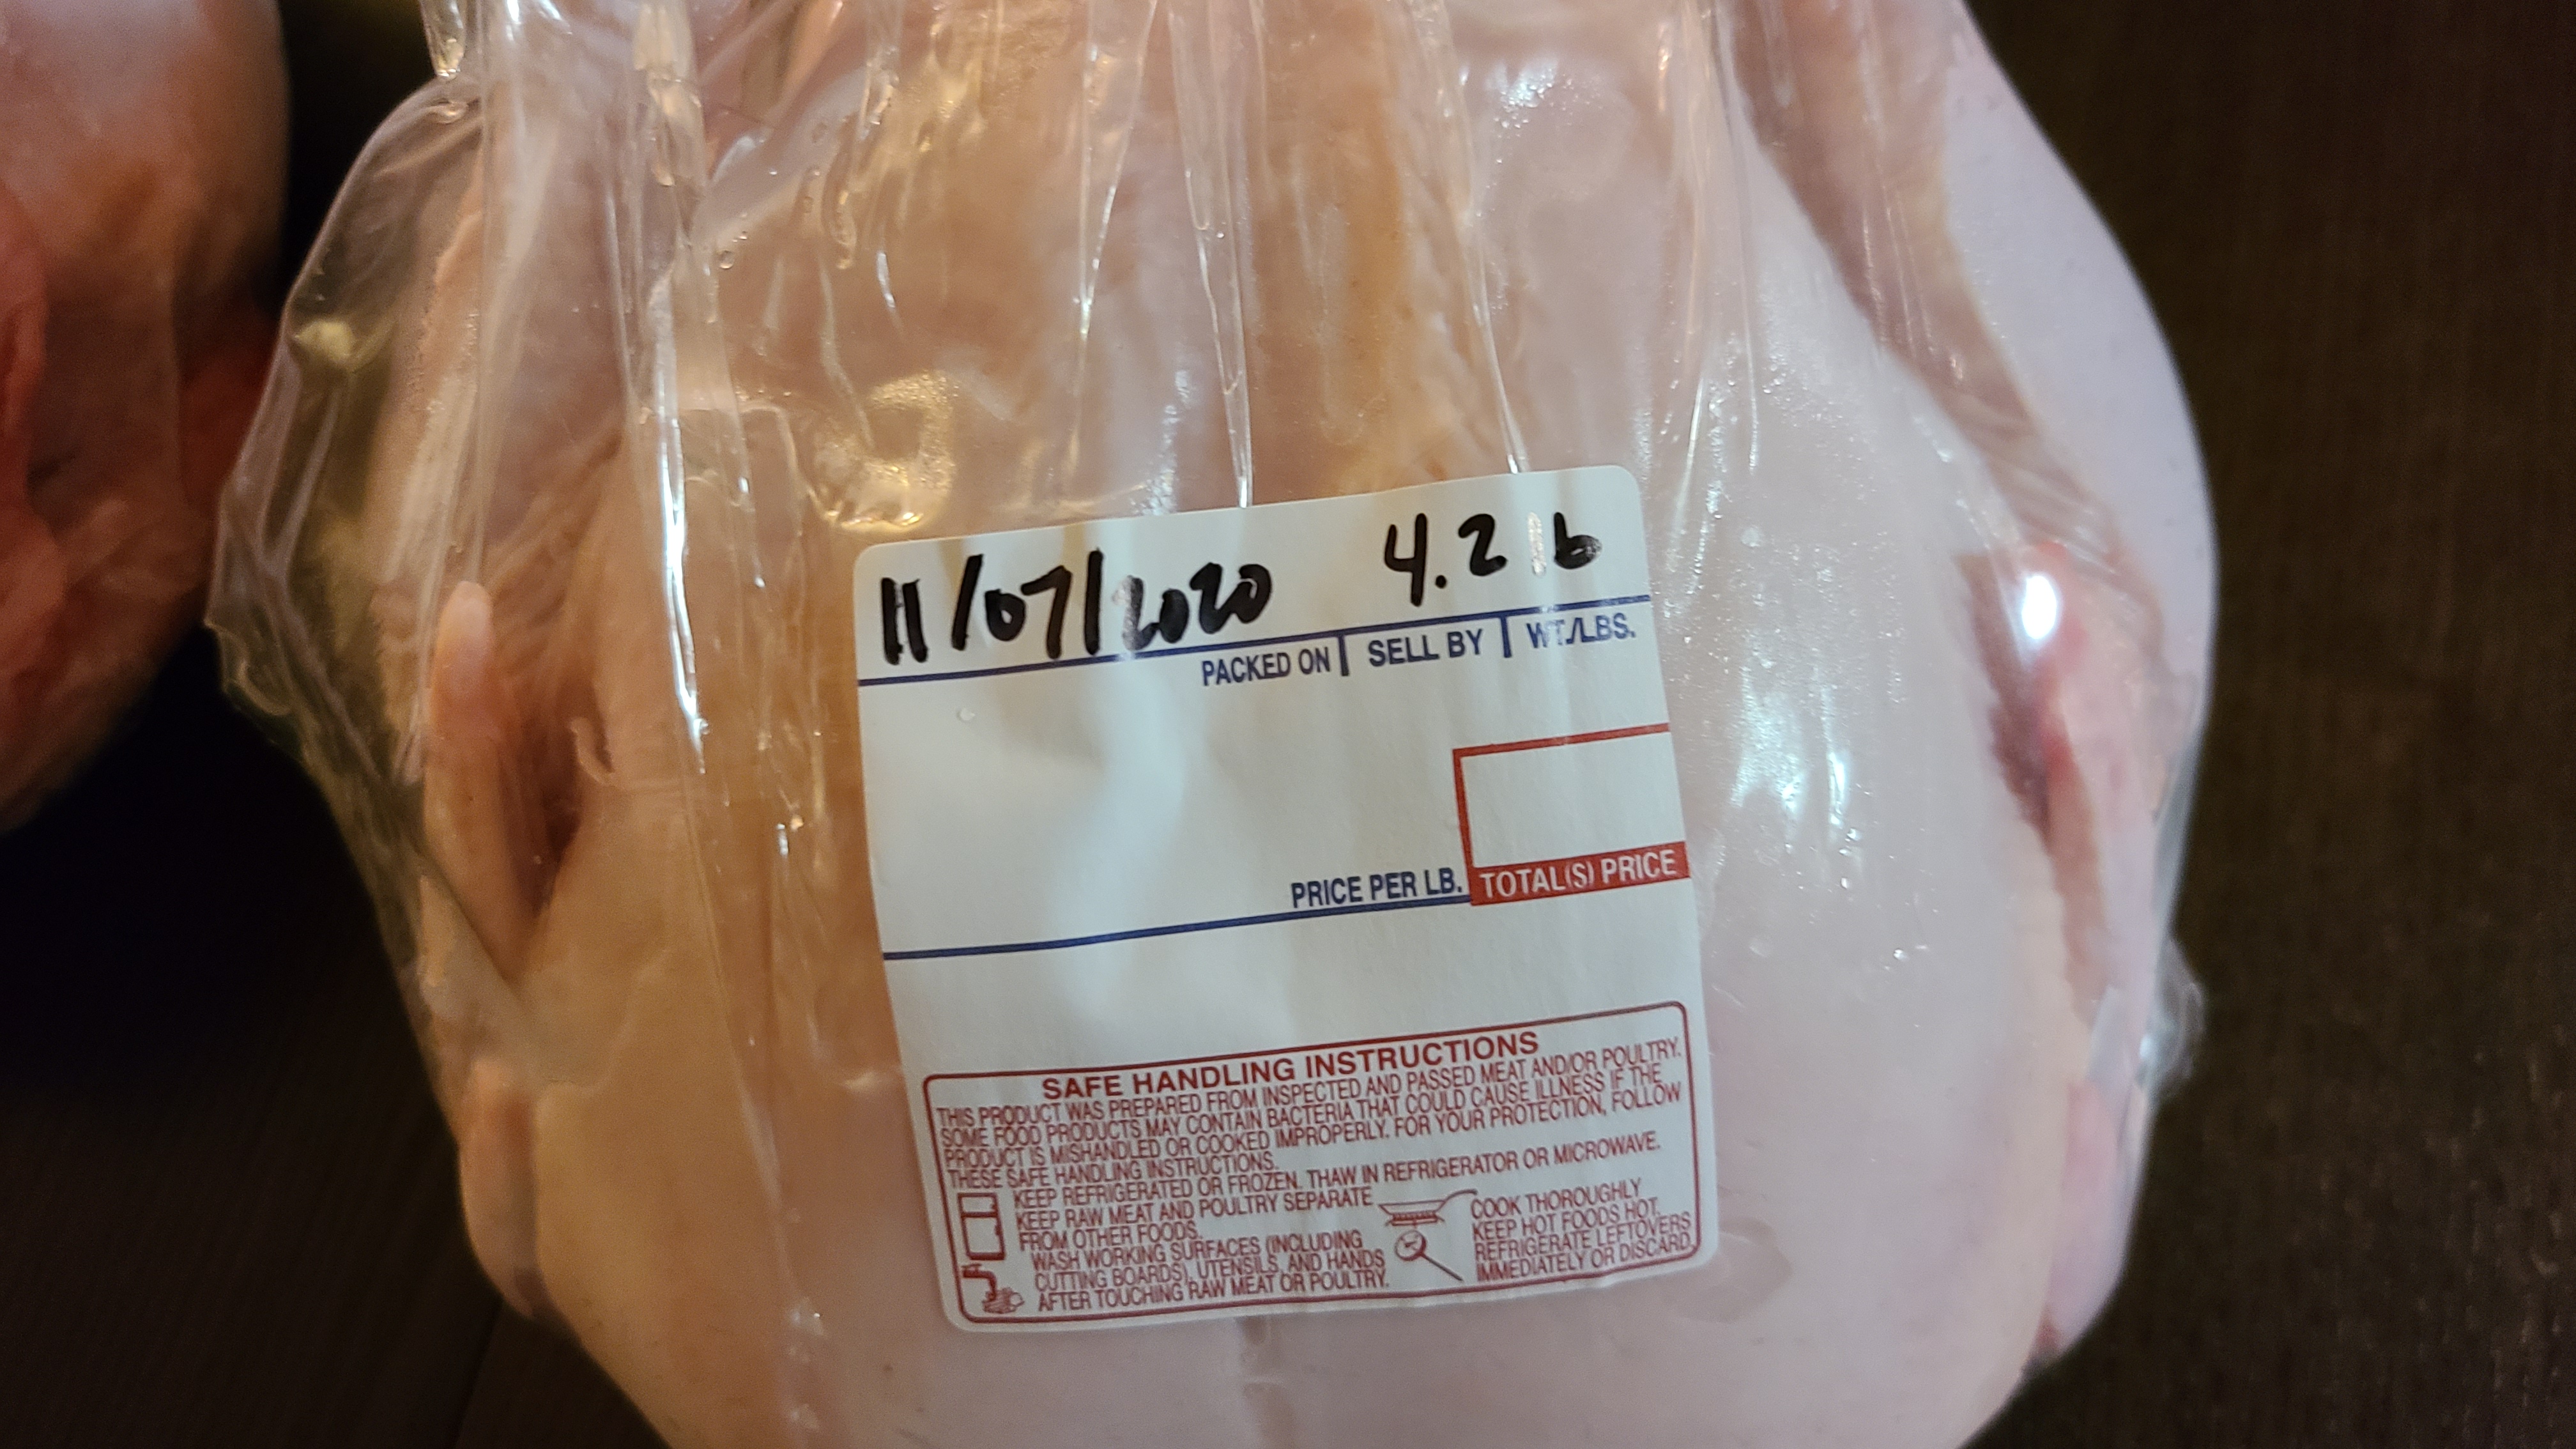 11/07/2020 4.2 lb
PACKED ON | SELL BY | WT./LBS.
PRICE PER LB. TOTAL(S) PRICE
SAFE HANDLING INSTRUCTIONS
THIS PRODUCT WAS PREPARED FROM INSPECTED AND PASSED MEAT AND/OR POULTRY.
SOME FOOD PRODUCTS MAY CONTAIN BACTERIA THAT COULD CAUSE ILLNESS IF THE
PRODUCT IS MISHANDLED OR COOKED IMPROPERLY. FOR YOUR PROTECTION, FOLLOW
THESE SAFE HANDLING INSTRUCTIONS.
KEEP REFRIGERATED OR FROZEN. THAW IN REFRIGERATOR OR MICROWAVE.
KEEP RAW MEAT AND POULTRY SEPARATE
FROM OTHER FOODS.
WASH WORKING SURFACES (INCLUDING
CUTTING BOARDS), UTENSILS, AND HANDS
AFTER TOUCHING RAW MEAT OR POULTRY.
COOK THOROUGHLY
KEEP HOT FOODS HOT.
REFRIGERATE LEFTOVERS
IMMEDIATELY OR DISCARD.